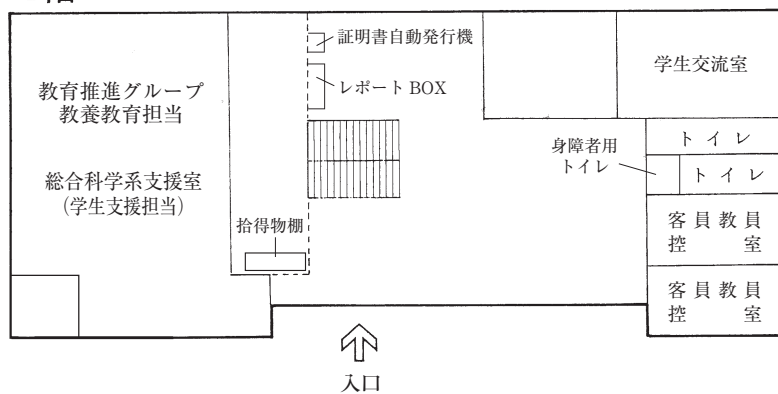 証明書自動発行機
レポート BOX
教育推進グループ
教養教育担当
総合科学系支援室
(学生支援担当)
拾得物棚
学生交流室
身障者用
トイレ
トイレ
トイレ
客員教員
控室
客員教員
控室
入口